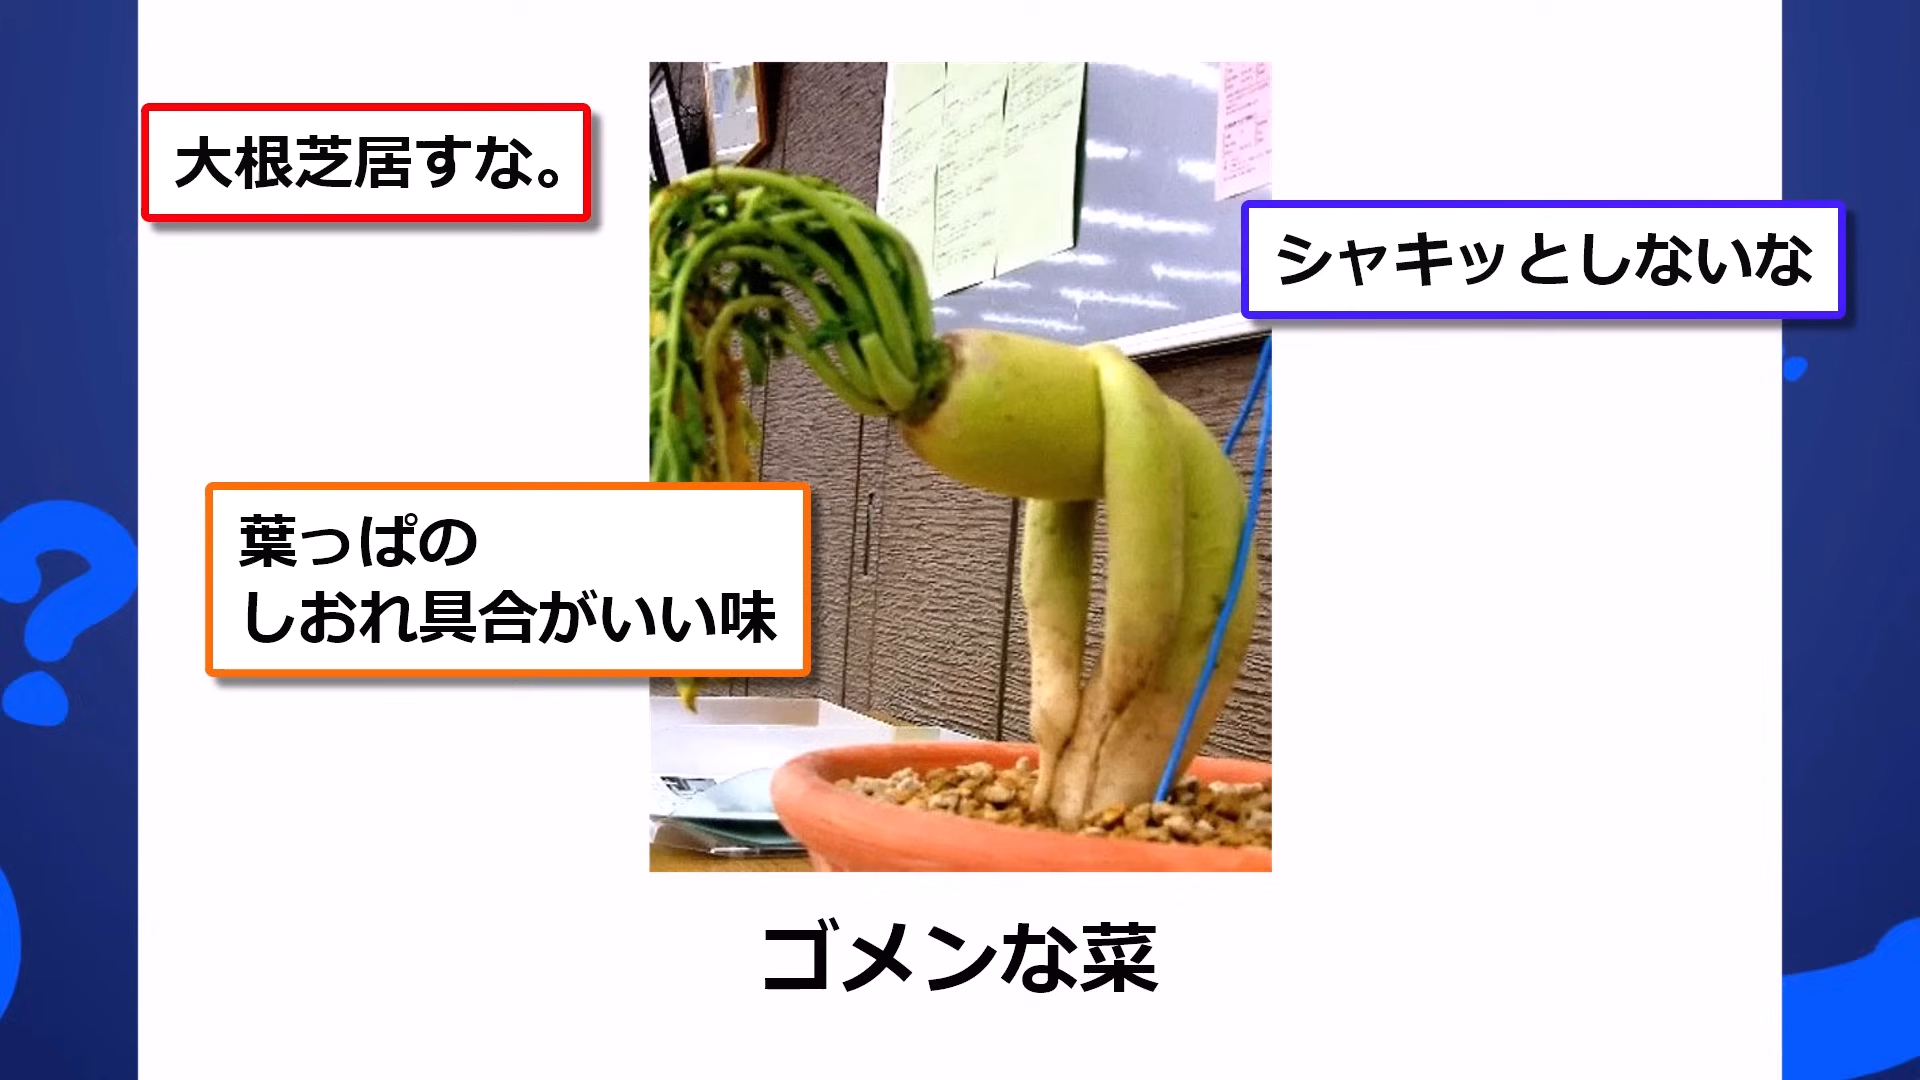 大根芝居すな。
シャキッとしないな
葉っぱの
しおれ具合がいい味
ゴメンな菜